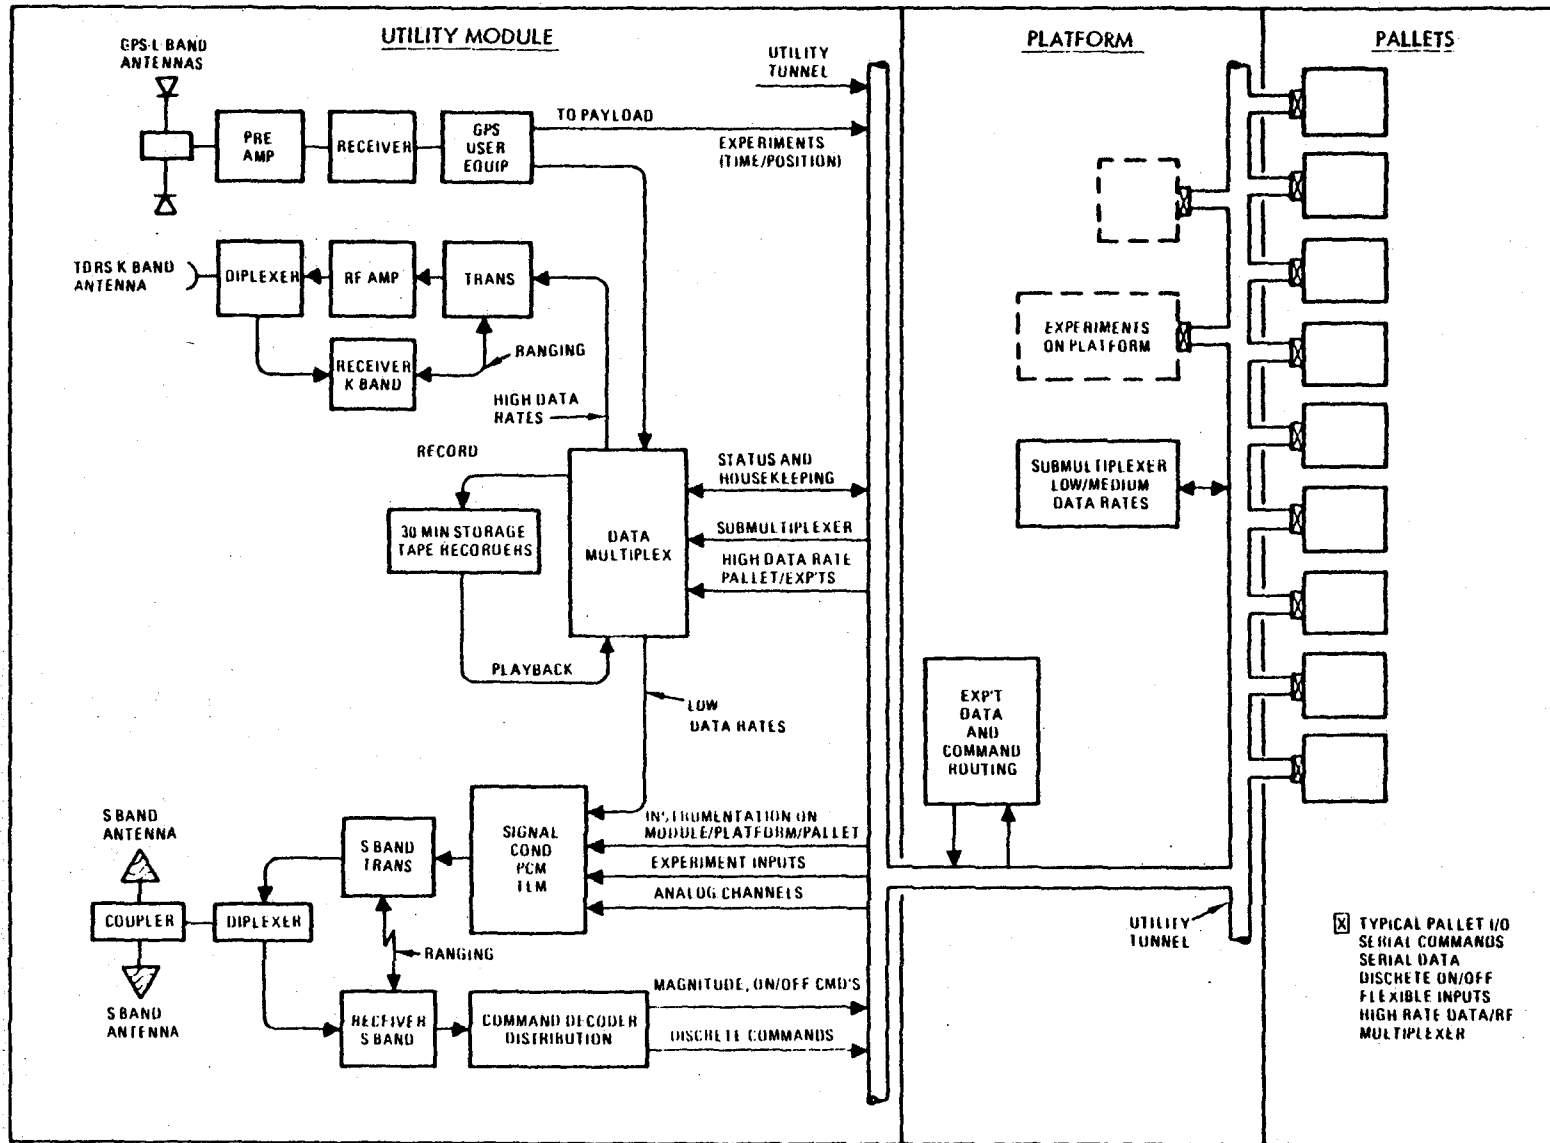 UTILITY MODULE
PLATFORM
PALLETS
GPS-L-BAND
ANTENNAS
PRE
AMP
RECEIVER
GPS
USER
EQUIP
TO PAYLOAD
EXPERIMENTS
(TIME/POSITION)
UTILITY
TUNNEL
TDRS K BAND
ANTENNA
DIPLEXER
RF AMP
TRANS
RECEIVER
K BAND
RANGING
HIGH DATA
RATES
RECORD
30 MIN STORAGE
TAPE RECORDERS
PLAYBACK
DATA
MULTIPLEX
STATUS AND
HOUSEKEEPING
SUBMULTIPLEXER
HIGH DATA RATE
PALLET/EXP'TS
LOW
DATA RATES
S BAND
ANTENNA
COUPLER
S BAND
ANTENNA
DIPLEXER
S BAND
TRANS
RANGING
RECEIVER
S BAND
SIGNAL
COND
PCM
TLM
INSTRUMENTATION ON
MODULE/PLATFORM/PALLET
EXPERIMENT INPUTS
ANALOG CHANNELS
COMMAND DECODER
DISTRIBUTION
MAGNITUDE, ON/OFF CMD'S
DISCRETE COMMANDS
EXPERIMENTS
ON PLATFORM
SUBMULTIPLEXER
LOW/MEDIUM
DATA RATES
EXP'T
DATA
AND
COMMAND
ROUTING
UTILITY
TUNNEL
X TYPICAL PALLET I/O
SERIAL COMMANDS
SERIAL DATA
DISCRETE ON/OFF
FLEXIBLE INPUTS
HIGH RATE DATA/RF
MULTIPLEXER